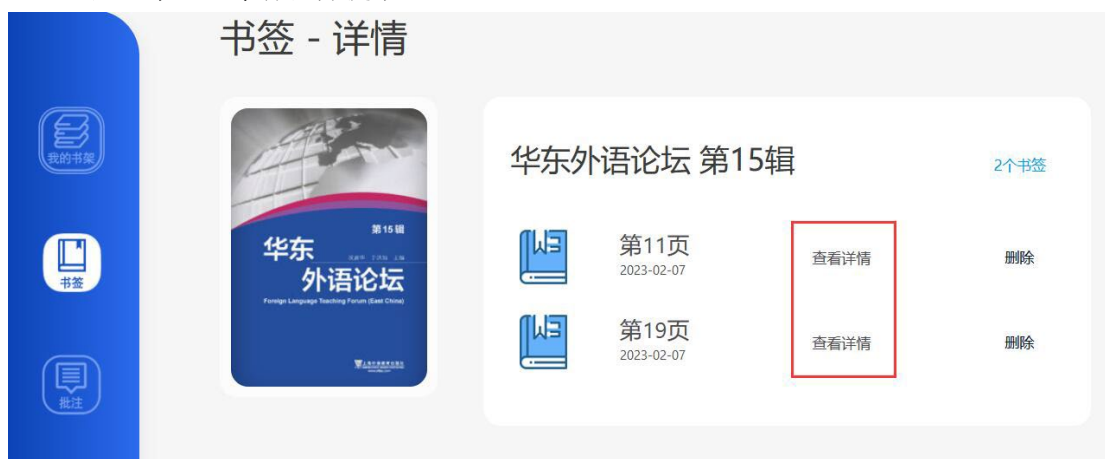 书签 - 详情
我的书架
书签
批注
第15辑
华东
外语论坛
Foreign Language Teaching Forum (East China)
华东外语论坛 第15辑
2个书签
第11页
2023-02-07
查看详情
删除
第19页
2023-02-07
查看详情
删除